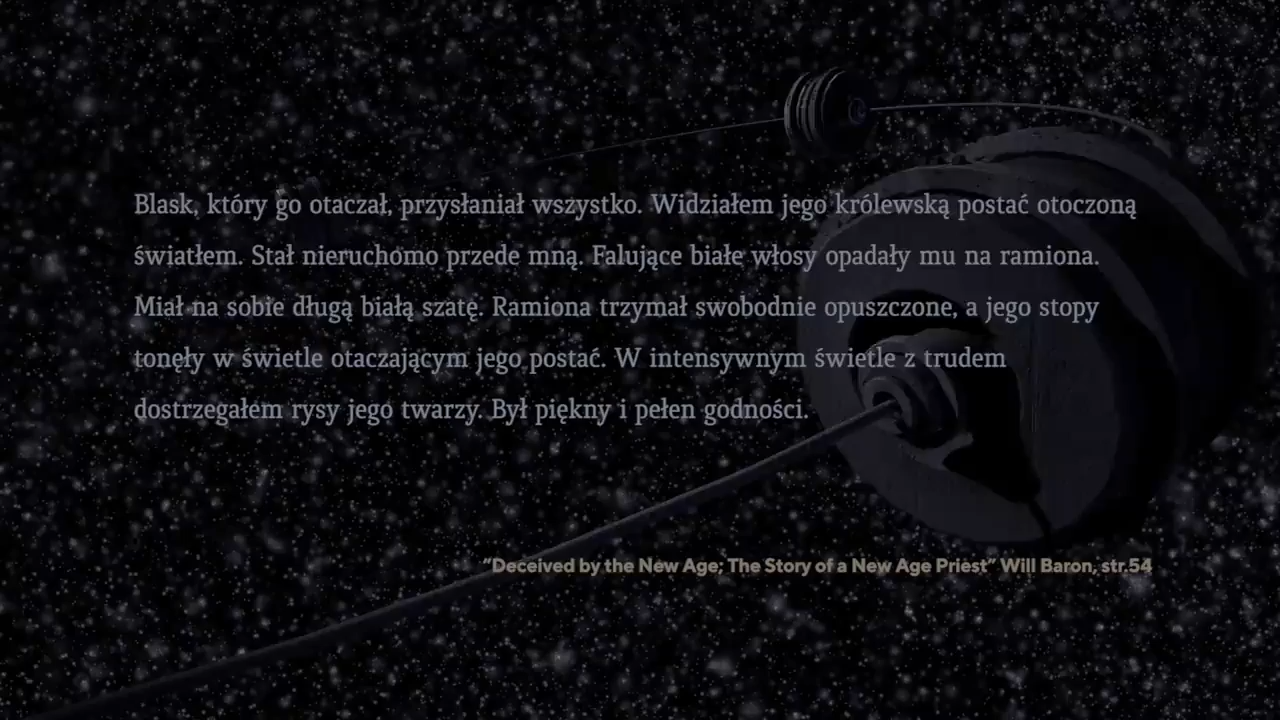 Blask, który go otaczał, przysłaniał wszystko. Widziałem jego królewską postać otoczoną
światłem. Stał nieruchomo przede mną. Falujące białe włosy opadały mu na ramiona.
Miał na sobie długą białą szatę. Ramiona trzymał swobodnie opuszczone, a jego stopy
tonęły w świetle otaczającym jego postać. W intensywnym świetle z trudem
dostrzegałem rysy jego twarzy. Był piękny i pełen godności.
“Deceived by the New Age; The Story of a New Age Priest” Will Baron, str.54